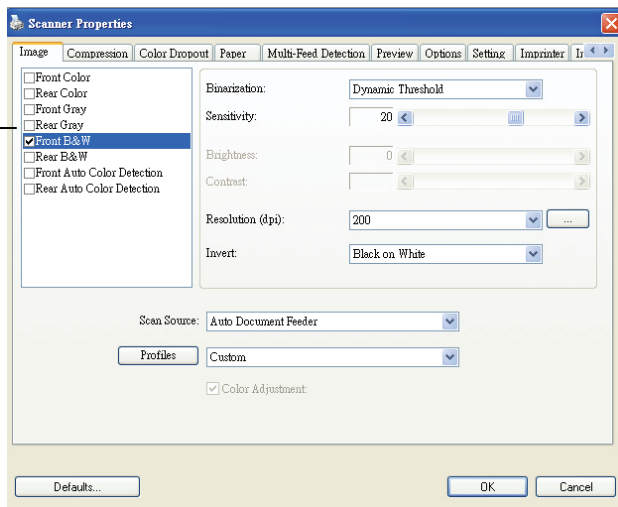 Scanner Properties
Image Compression Color Dropout Paper Multi-Feed Detection Preview Options Setting Imprinter
Front Color
Rear Color
Front Gray
Rear Gray
Front B&W
Rear B&W
Front Auto Color Detection
Rear Auto Color Detection
Binarization: Dynamic Threshold
Sensitivity: 20
Brightness: 0
Contrast:
Resolution (dpi): 200 ...
Invert: Black on White
Scan Source: Auto Document Feeder
Profiles Custom
Color Adjustment:
Defaults... OK Cancel